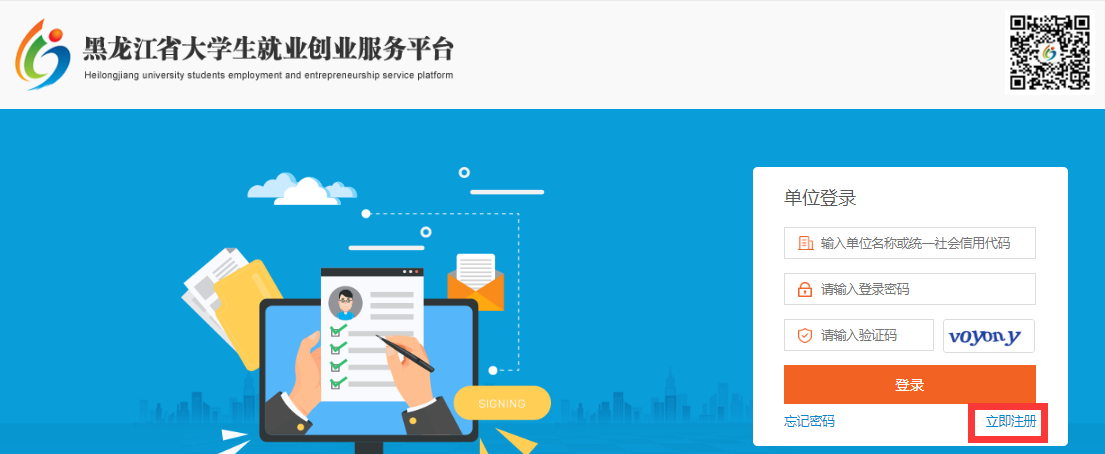 黑龙江省大学生就业创业服务平台
Heilongjiang university students employment and entrepreneurship service platform
单位登录
输入单位名称或统一社会信用代码
请输入登录密码
请输入验证码
voyony
登录
忘记密码
立即注册
SIGNING